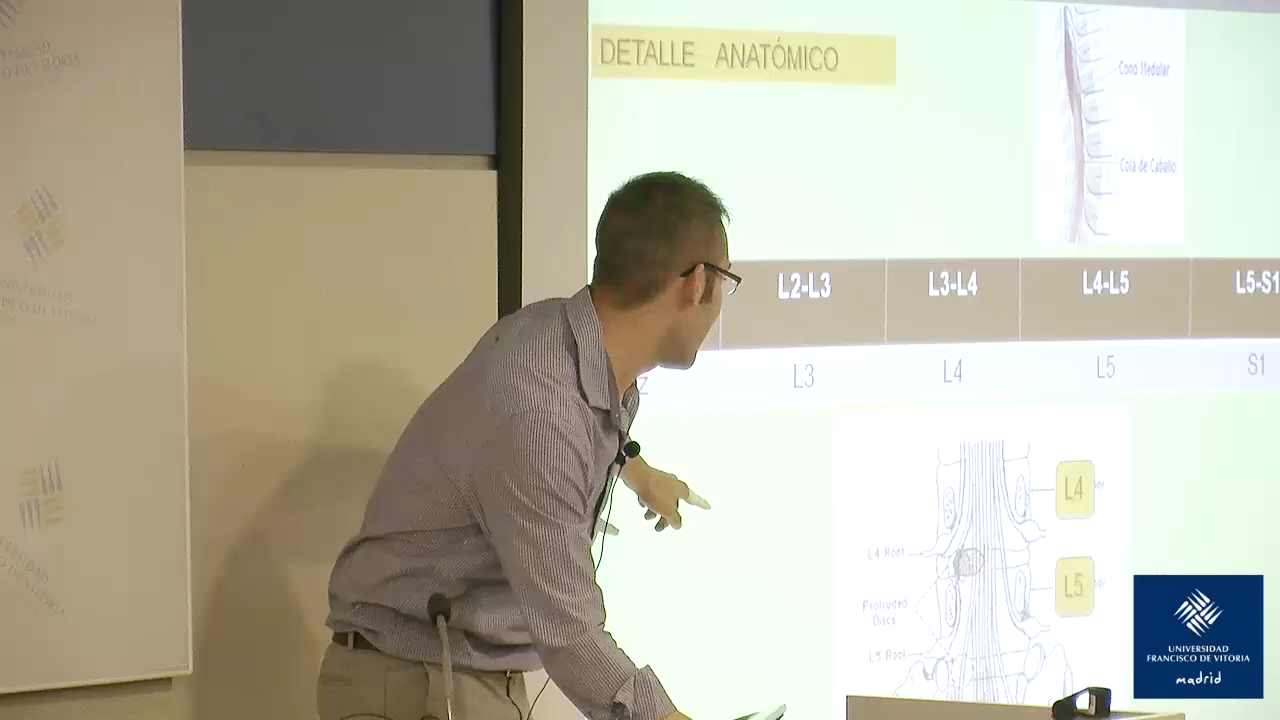 DETALLE ANATÓMICO
Cono Medular
Cola de Caballo
L2-L3 L3-L4 L4-L5 L5-S1
L3 L4 L5 S1
L4
L4 Root
L5
Protruded
Discs
L5 Root
UNIVERSIDAD
FRANCISCO DE VITORIA
madrid